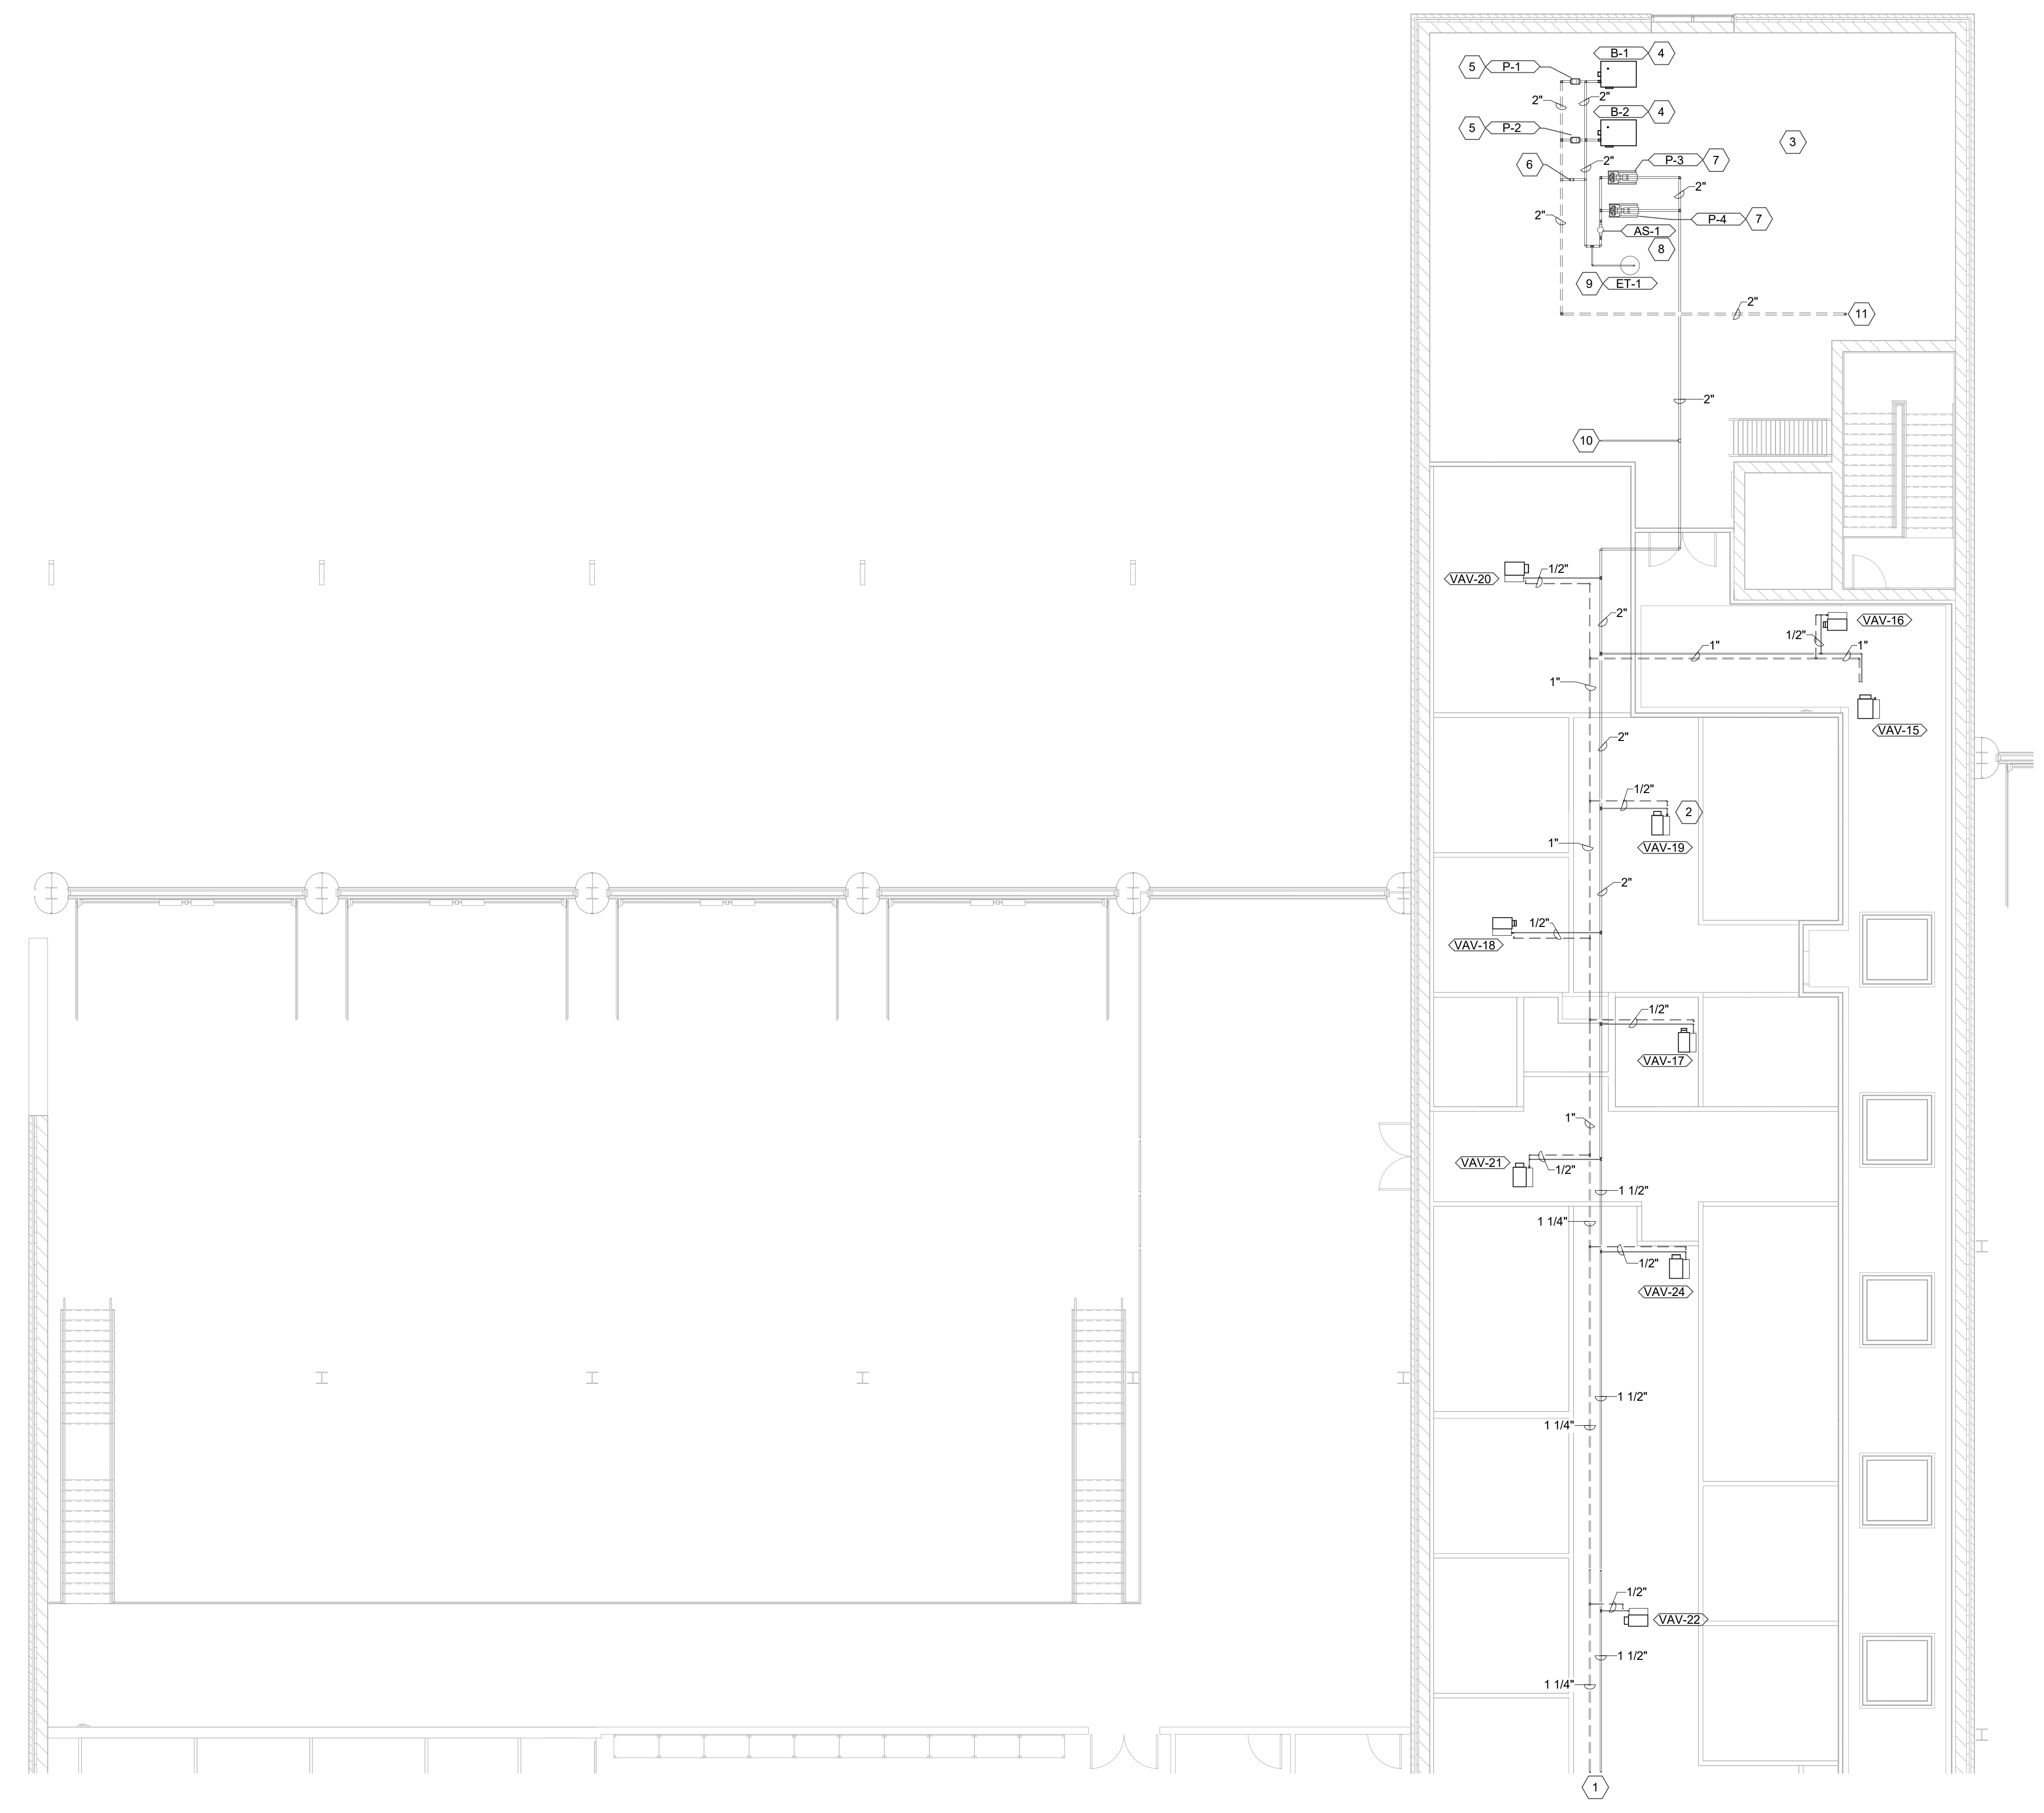 B-1 4
5 P-1
2" 2"
B-2 4
5 P-2
3
6 2" P-3 7
2"
2" P-4 7
AS-1
8
9 ET-1
2"
11
2"
10
VAV-20 1/2"
2"
VAV-16
1/2"
1" 1"
1"
VAV-15
2"
1/2"
2
1" VAV-19
2"
1/2"
VAV-18
1/2"
VAV-17
1"
VAV-21 1/2"
1 1/2"
1 1/4"
1/2"
VAV-24
1 1/2"
1 1/4"
1/2"
VAV-22
1 1/2"
1 1/4"
1